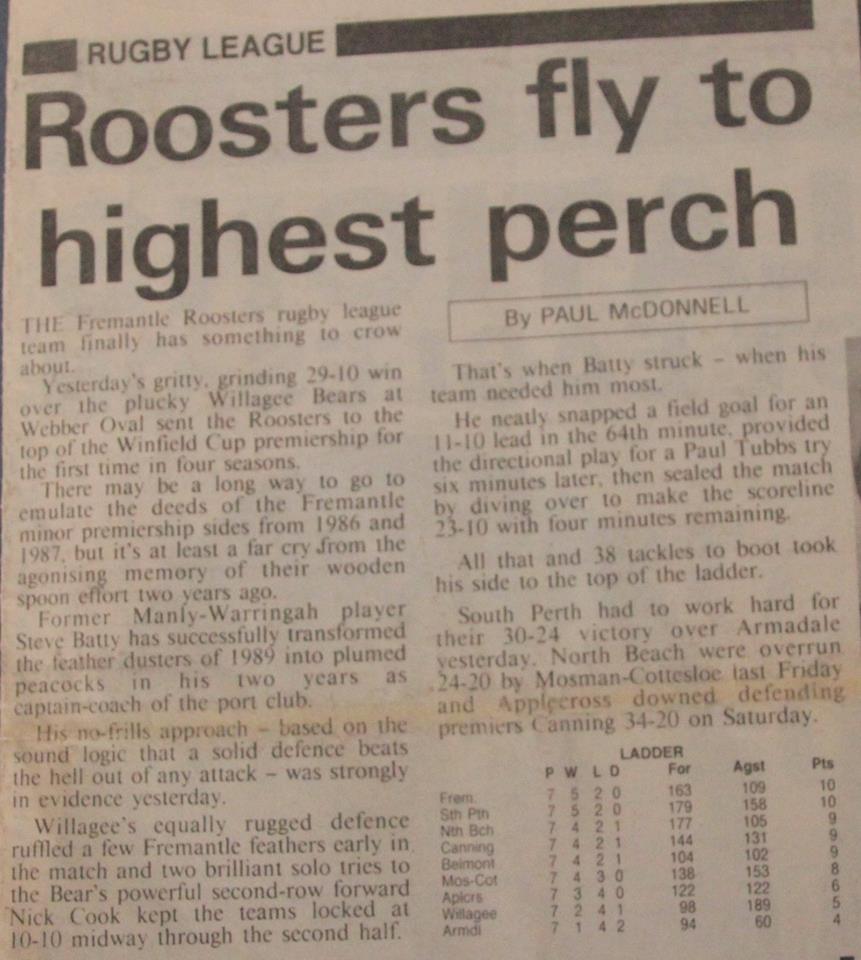 RUGBY LEAGUE
Roosters fly to
highest perch
THE Fremantle Roosters rugby league
team finally has something to crow
about.
Yesterday's gritty, grinding 29-10 win
over the plucky Willagee Bears at
Webber Oval sent the Roosters to the
top of the Winfield Cup premiership for
the first time in four seasons.
There may be a long way to go to
emulate the deeds of the Fremantle
minor premiership sides from 1986 and
1987, but it's at least a far cry from the
agonising memory of their wooden
spoon effort two years ago.
Former Manly-Warringah player
Steve Batty has successfully transformed
the feather dusters of 1989 into plumed
peacocks in his two years as
captain-coach of the port club.
His no-frills approach – based on the
sound logic that a solid defence beats
the hell out of any attack – was strongly
in evidence yesterday.
Willagee's equally rugged defence
ruffled a few Fremantle feathers early in
the match and two brilliant solo tries to
the Bear's powerful second-row forward
Nick Cook kept the teams locked at
10-10 midway through the second half.
By PAUL McDONNELL
That's when Batty struck – when his
team needed him most.
He neatly snapped a field goal for an
11-10 lead in the 64th minute, provided
the directional play for a Paul Tubbs try
six minutes later, then sealed the match
by diving over to make the scoreline
23-10 with four minutes remaining.
All that and 38 tackles to boot took
his side to the top of the ladder.
South Perth had to work hard for
their 30-24 victory over Armadale
yesterday. North Beach were overrun
24-20 by Mosman-Cottesloe last Friday
and Applecross downed defending
premiers Canning 34-20 on Saturday.
LADDER
P W L D For Agst Pts
Frem. 7 5 2 0 163 109 10
Sth Pth 7 5 2 0 179 158 10
Nth Bch 7 4 2 1 177 105 9
Canning 7 4 2 1 144 131 9
Belmont 7 4 2 1 104 102 9
Mos-Cot 7 4 3 0 138 153 8
Aplcrs 7 3 4 0 122 122 6
Willagee 7 2 4 1 98 189 5
Armdl 7 1 4 2 94 60 4